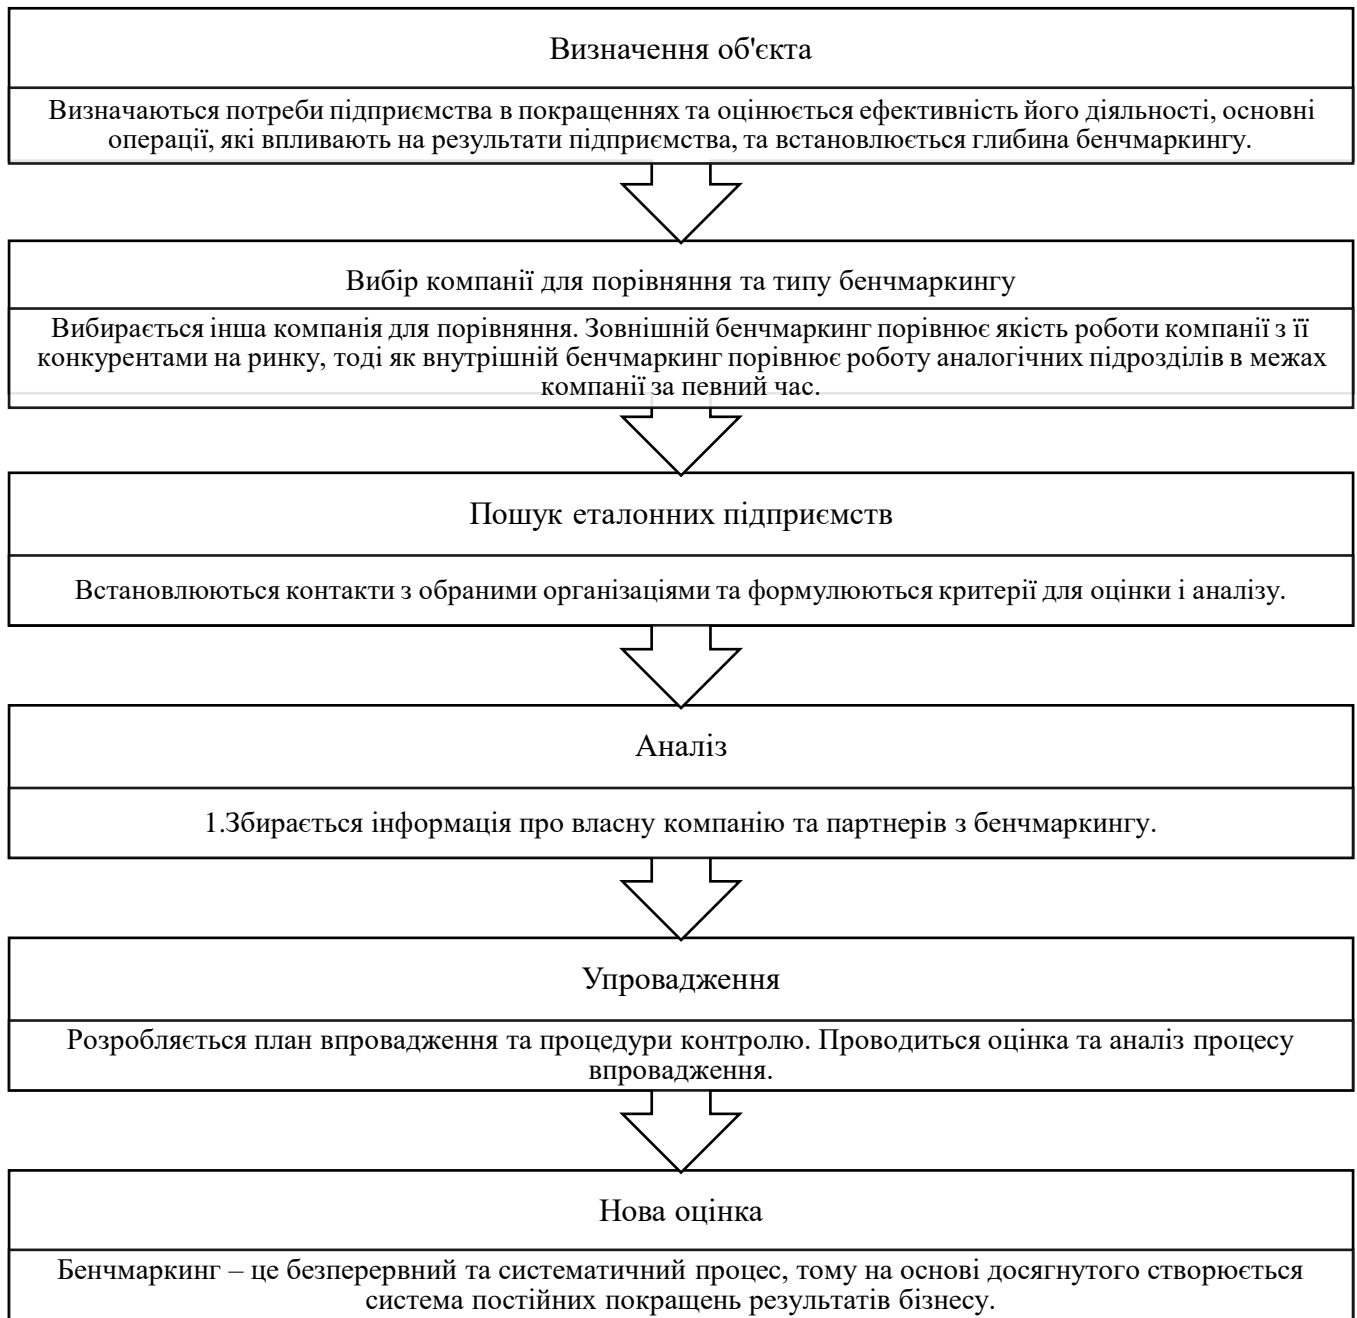 Визначення об'єкта
Визначаються потреби підприємства в покращеннях та оцінюється ефективність його діяльності, основні
операції, які впливають на результати підприємства, та встановлюється глибина бенчмаркингу.
Вибір компанії для порівняння та типу бенчмаркингу
Вибирається інша компанія для порівняння. Зовнішній бенчмаркинг порівнює якість роботи компанії з її
конкурентами на ринку, тоді як внутрішній бенчмаркинг порівнює роботу аналогічних підрозділів в межах
компанії за певний час.
Пошук еталонних підприємств
Встановлюються контакти з обраними організаціями та формулюються критерії для оцінки і аналізу.
Аналіз
1.Збирається інформація про власну компанію та партнерів з бенчмаркингу.
Упровадження
Розробляється план впровадження та процедури контролю. Проводиться оцінка та аналіз процесу
впровадження.
Нова оцінка
Бенчмаркинг – це безперервний та систематичний процес, тому на основі досягнутого створюється
система постійних покращень результатів бізнесу.